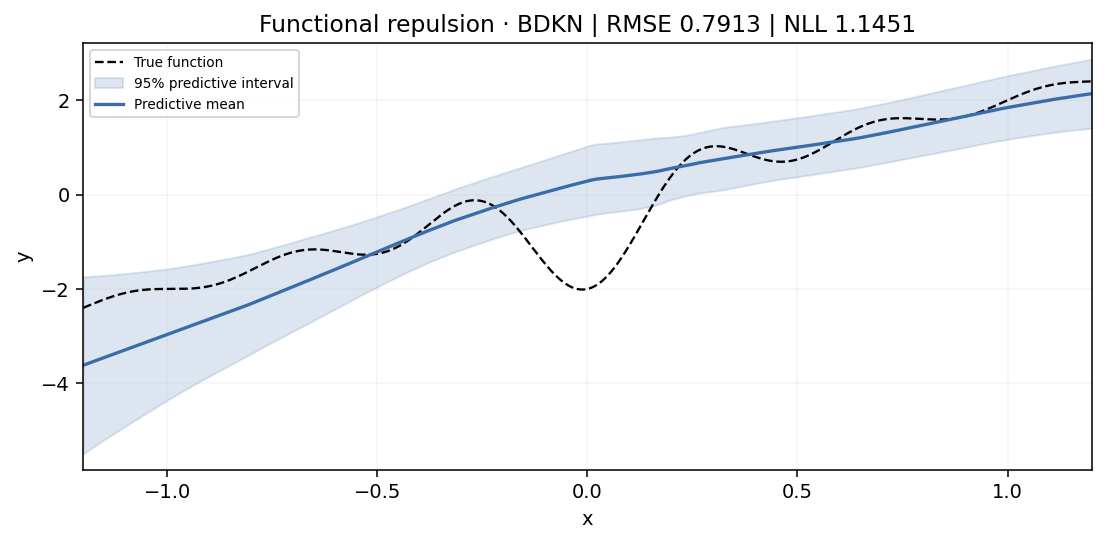 Functional repulsion · BDKN | RMSE 0.7913 | NLL 1.1451
True function
95% predictive interval
Predictive mean
y
2
0
−2
−4
−1.0 −0.5 0.0 0.5 1.0
x